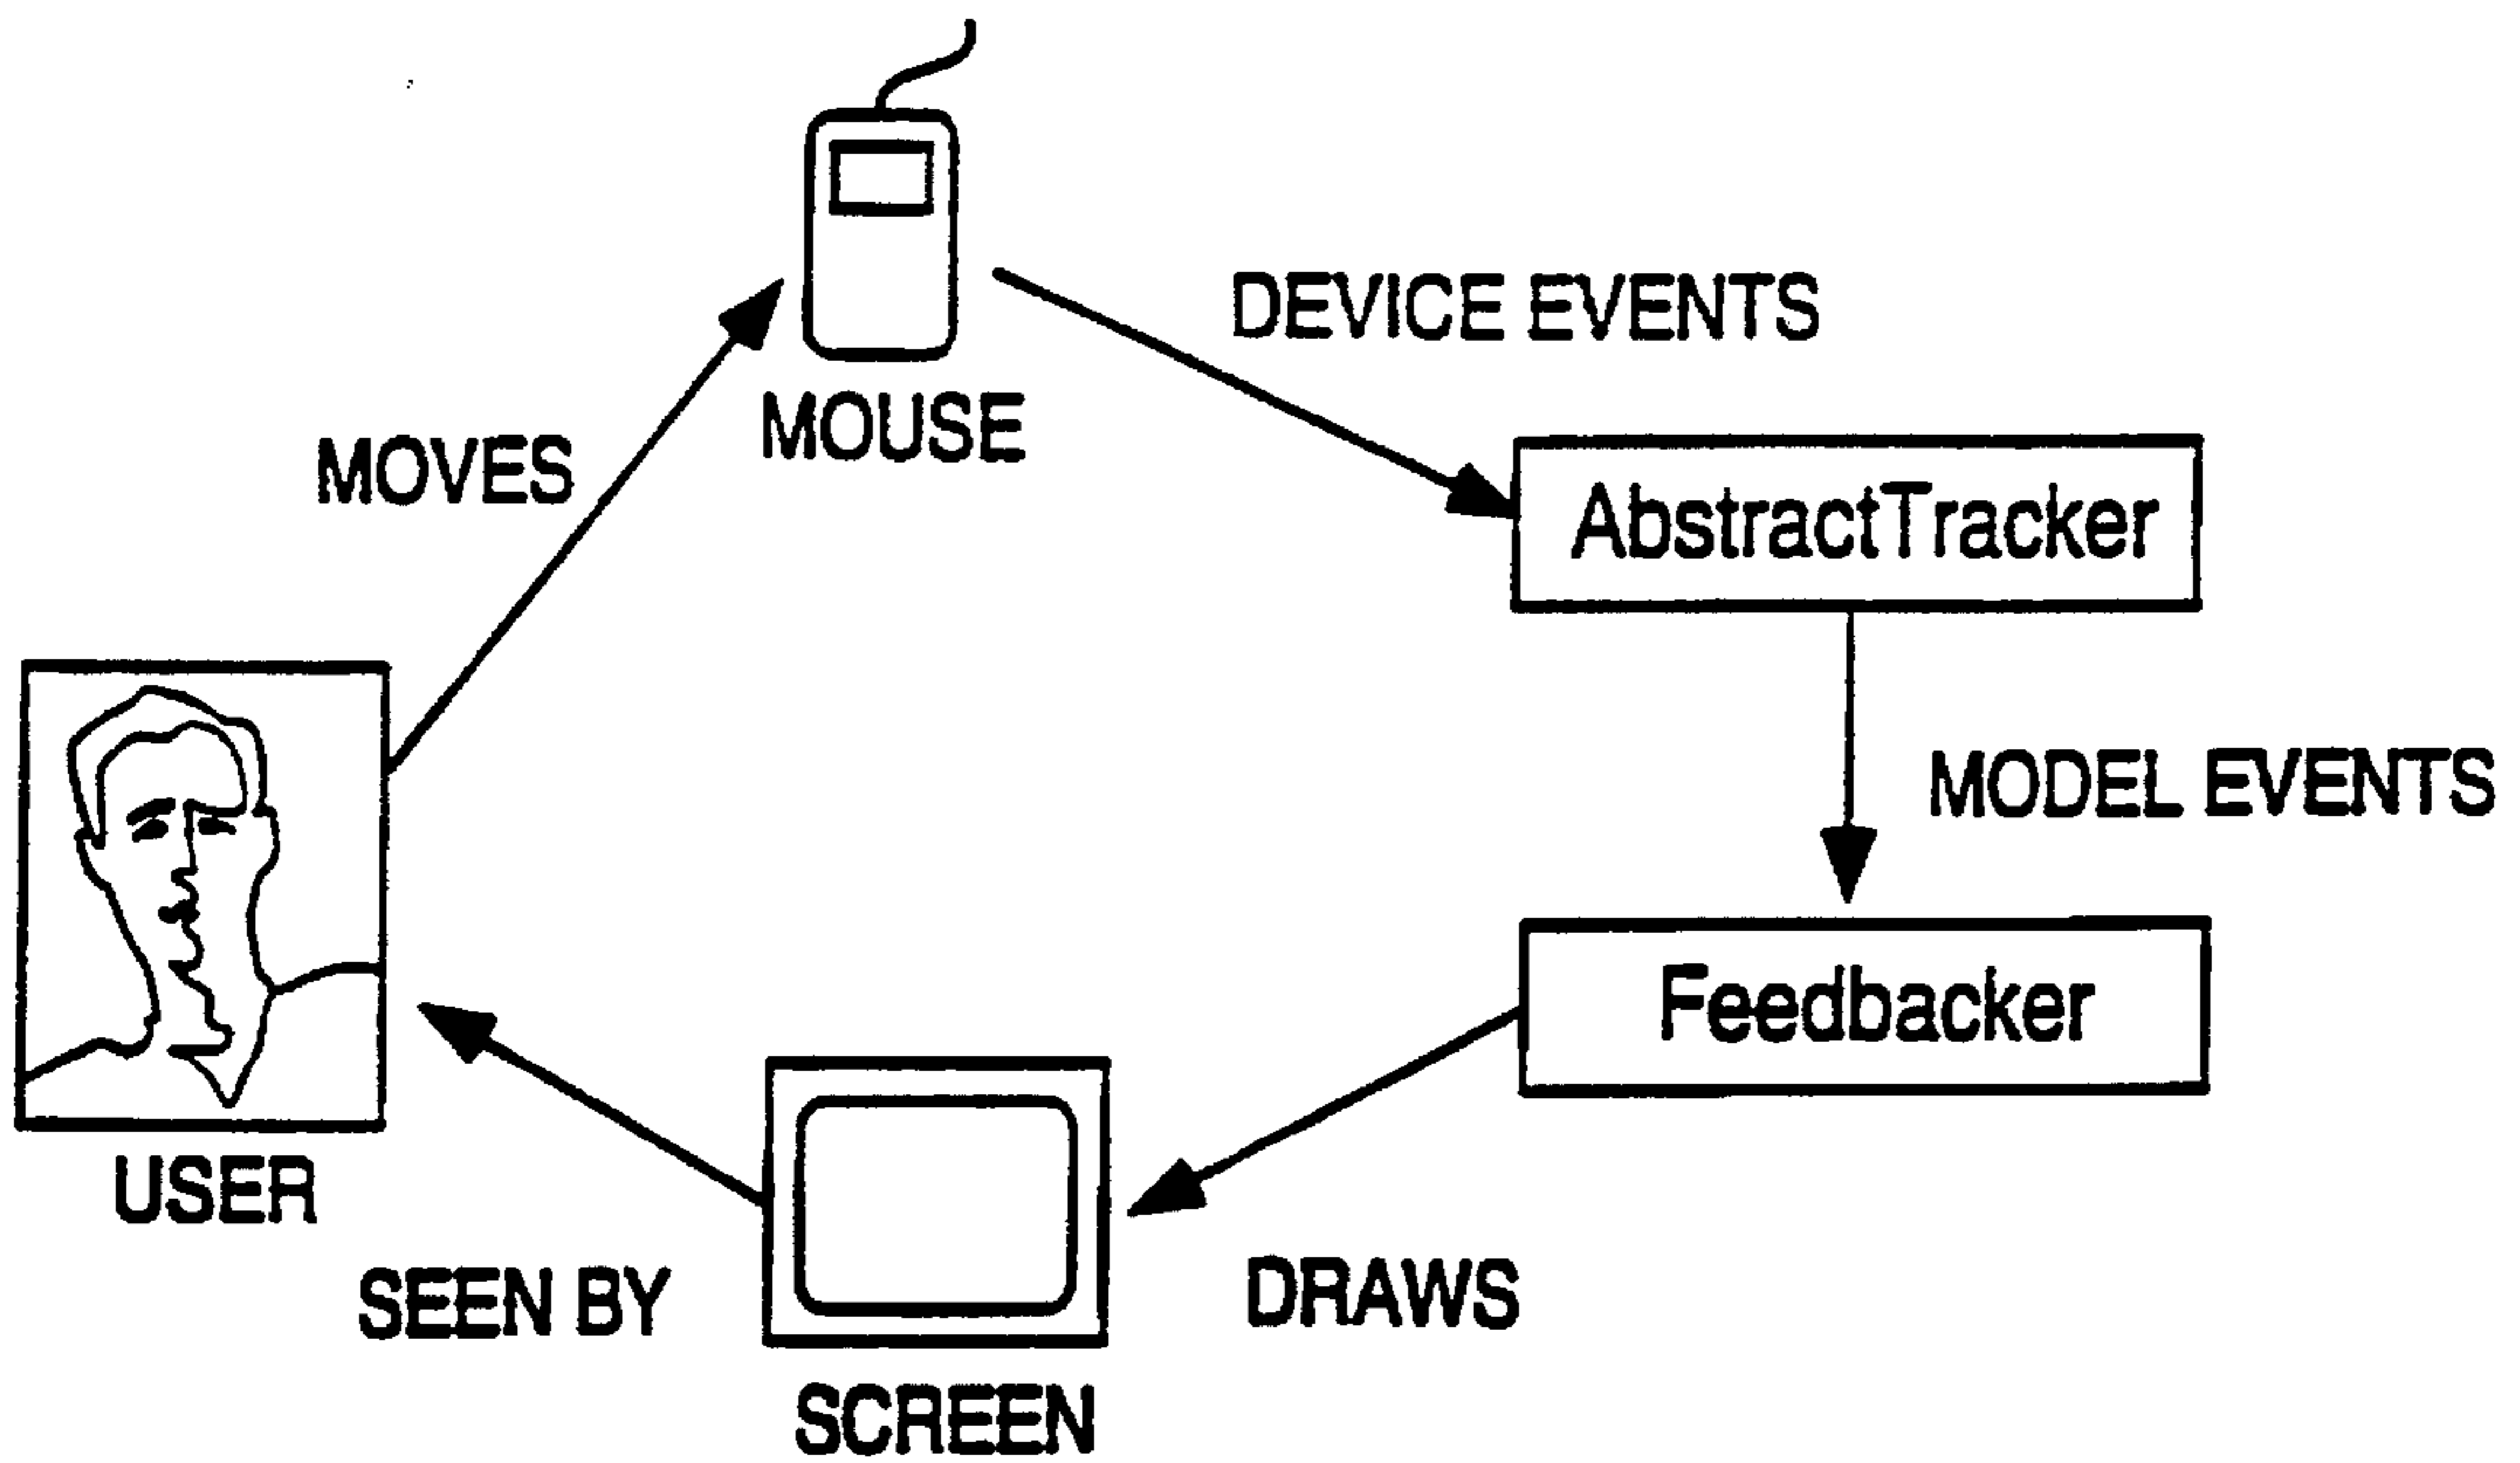 DEVICE EVENTS
MOUSE
MOVES
AbstractTracker
MODEL EVENTS
Feedbacker
USER
SEEN BY
DRAWS
SCREEN